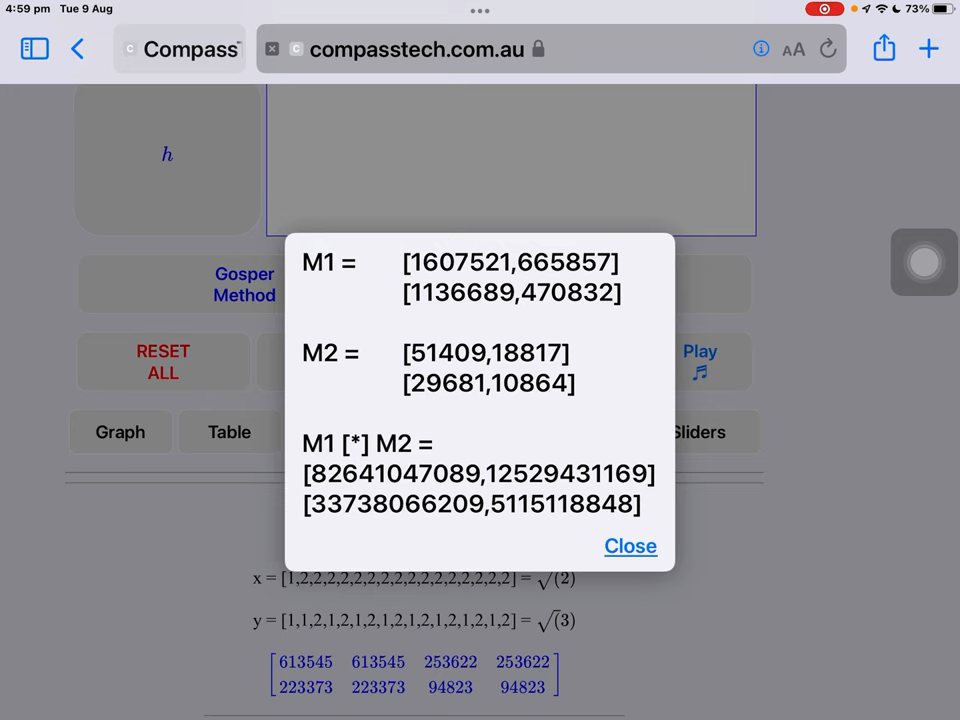 4:59 pm Tue 9 Aug
73%
Compass
compasstech.com.au
AA
h
Gosper
Method
M1 = [1607521,665857]
[1136689,470832]
M2 = [51409,18817]
[29681,10864]
M1 [*] M2 =
[82641047089,12529431169]
[33738066209,5115118848]
Close
RESET
ALL
Play
Graph
Table
Sliders
x = [1,2,2,2,2,2,2,2,2,2,2,2,2,2,2,2,2,2,2] = √(2)
y = [1,1,2,1,2,1,2,1,2,1,2,1,2,1,2,1,2] = √(3)
613545 613545 253622 253622
223373 223373 94823 94823